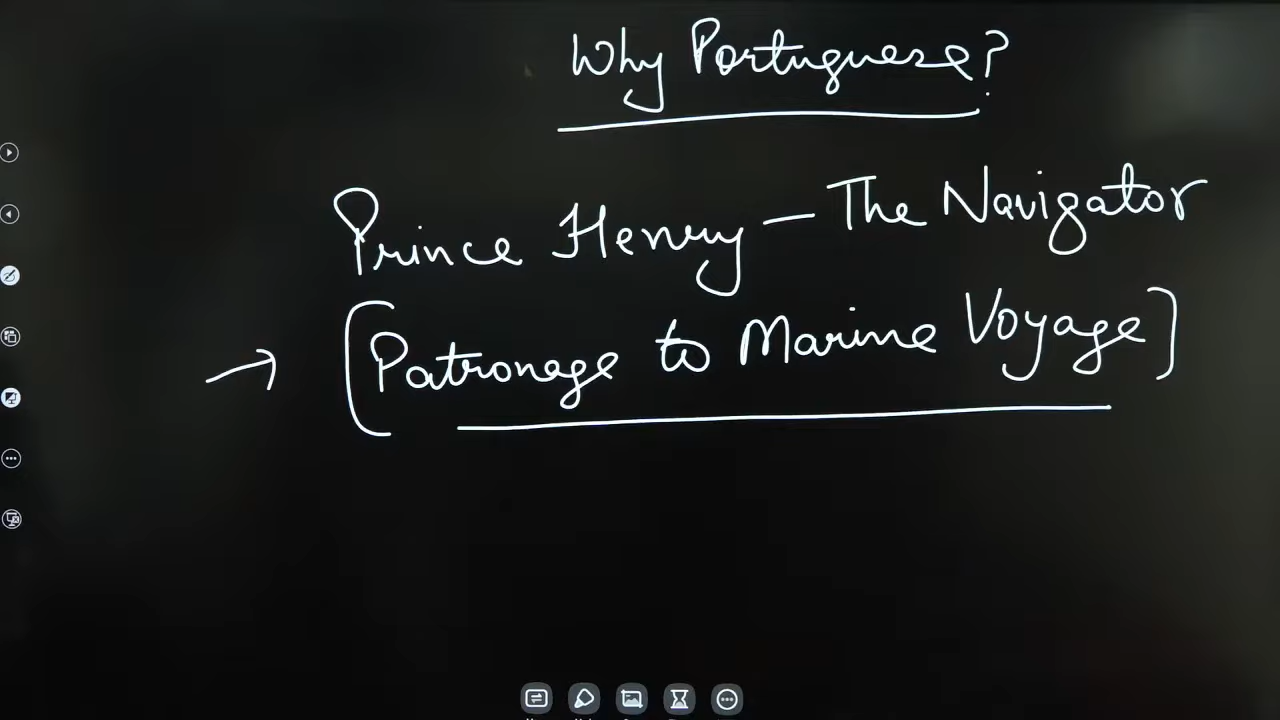 Why Portuguese?
Prince Henry — The Navigator
→ [Patronage to Marine Voyage]